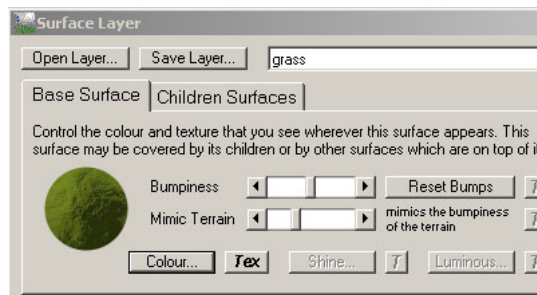 Surface Layer
Open Layer... Save Layer... grass
Base Surface Children Surfaces
Control the colour and texture that you see wherever this surface appears. This
surface may be covered by its children or by other surfaces which are on top of
Bumpiness Reset Bumps
Mimic Terrain mimics the bumpiness
of the terrain
Colour... Tex Shine... T Luminous...